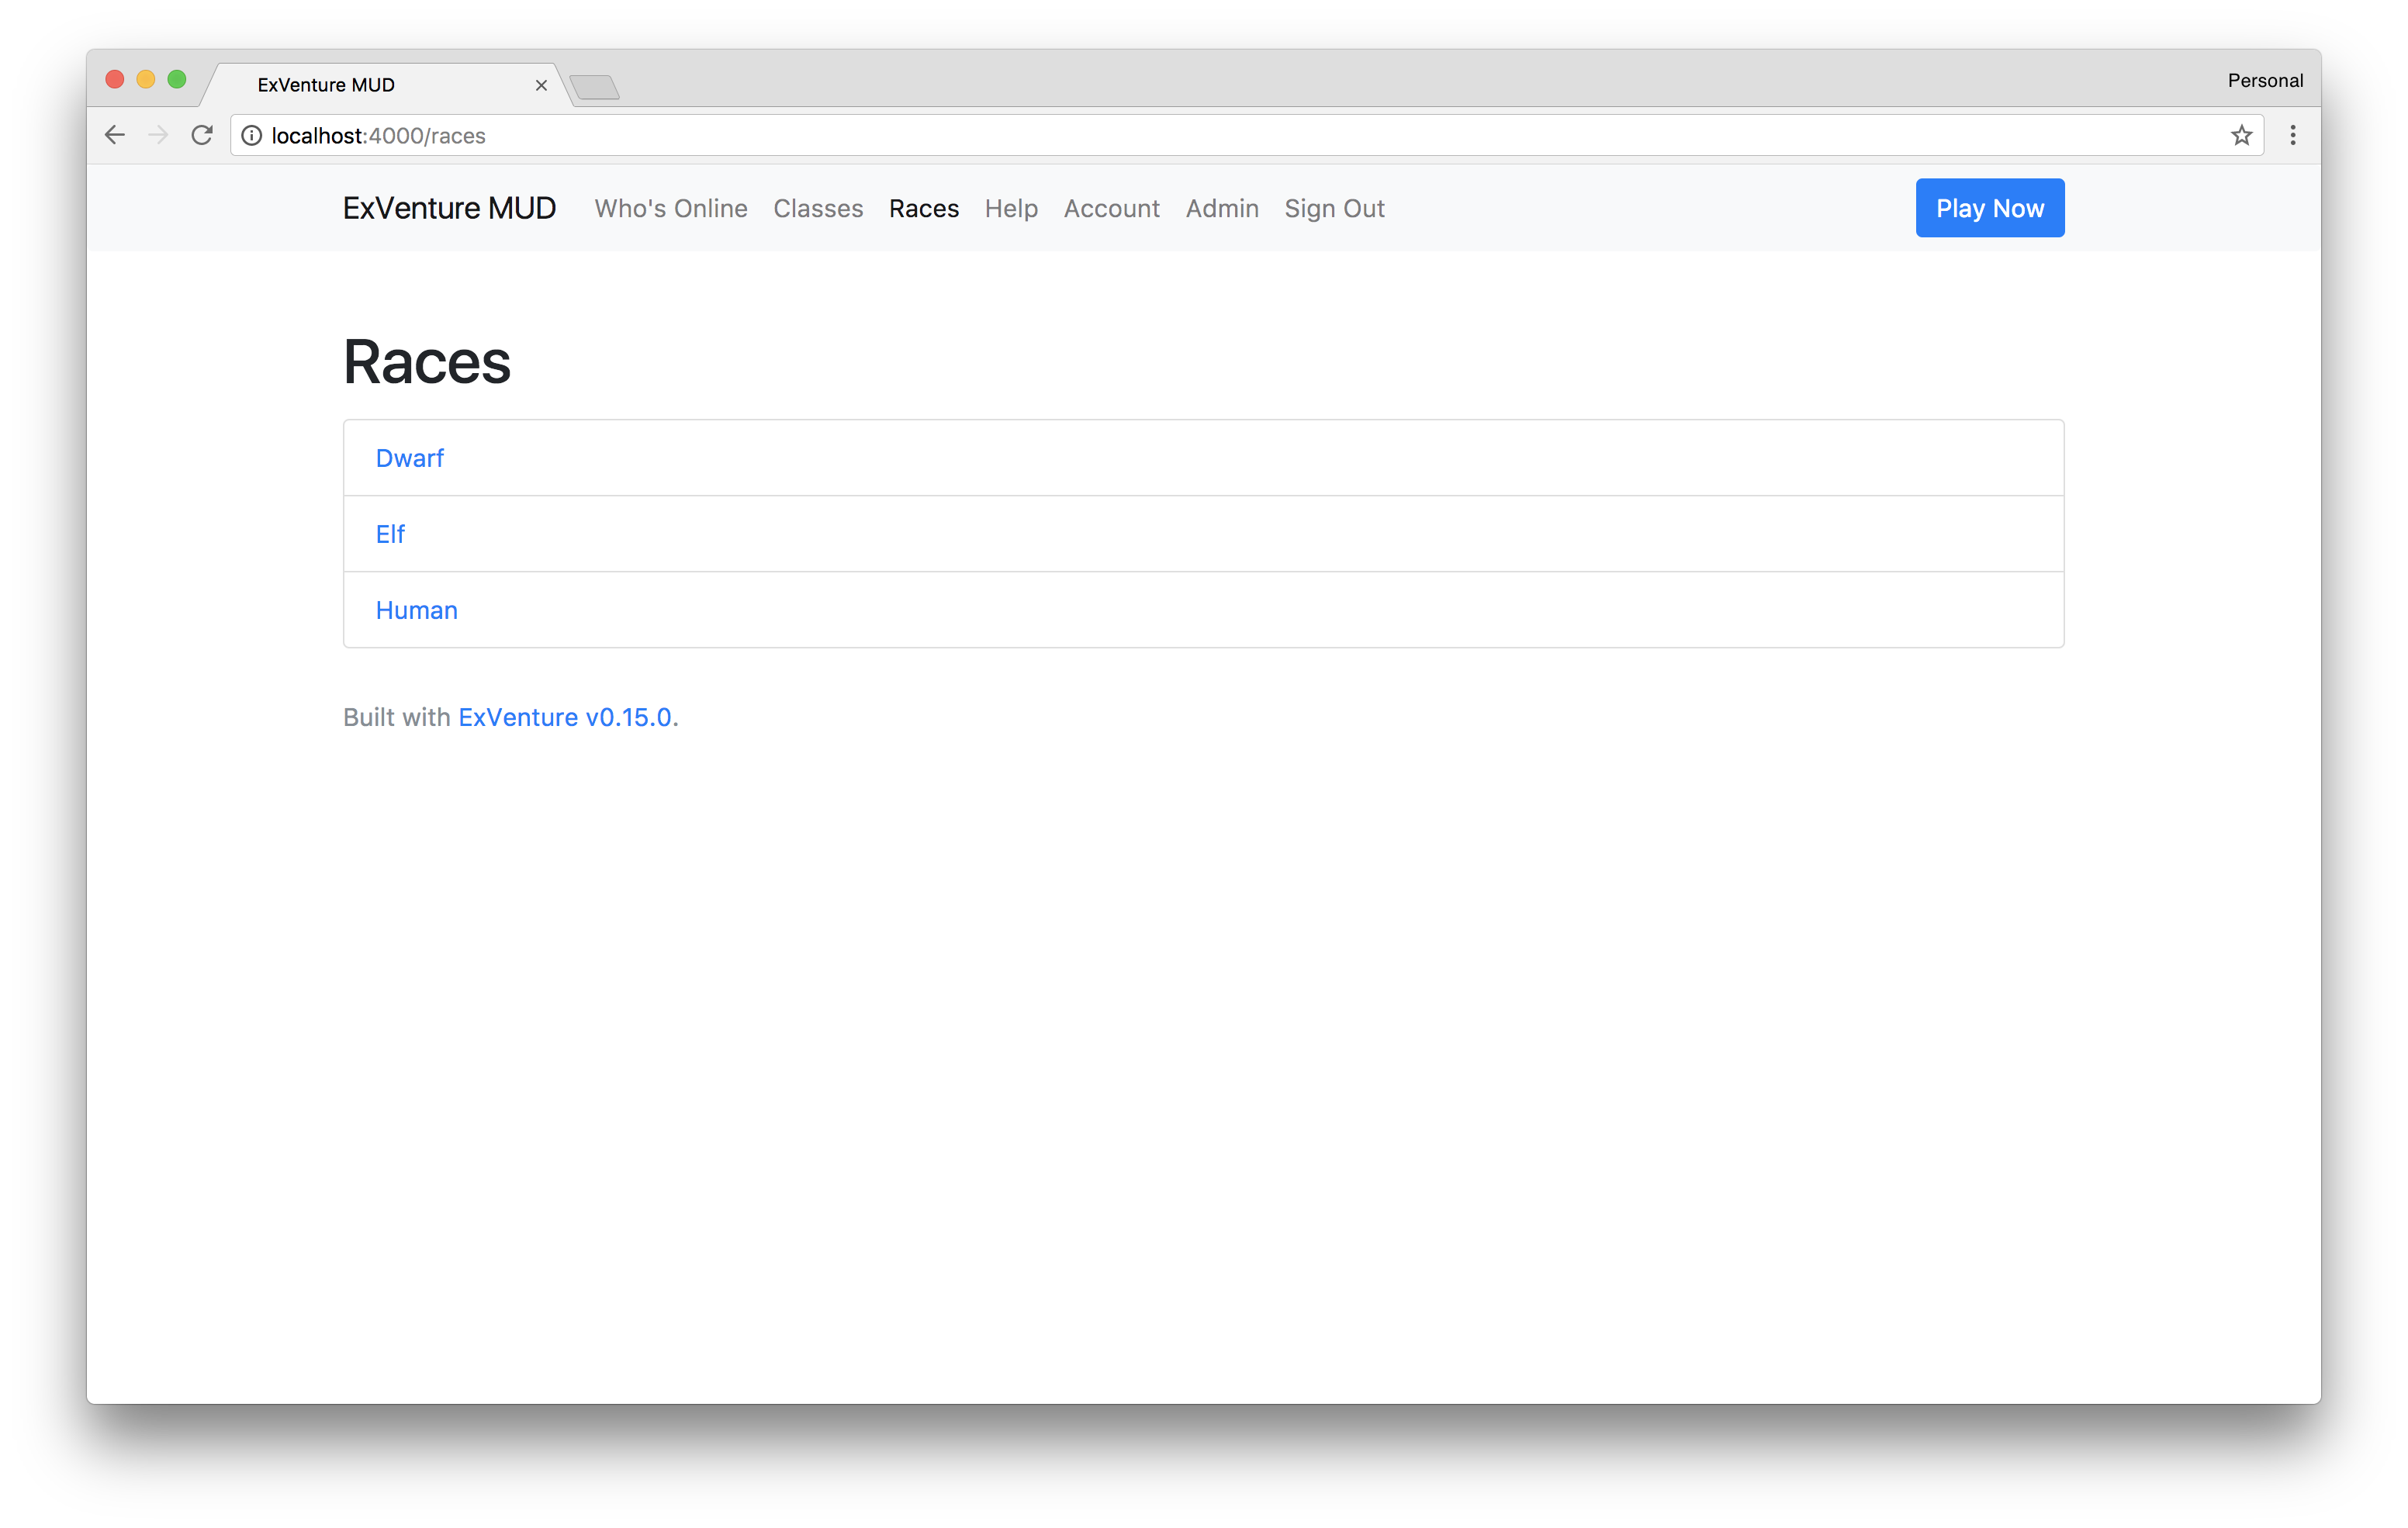 ExVenture MUD
Personal
localhost:4000/races
ExVenture MUD Who's Online Classes Races Help Account Admin Sign Out Play Now
Races
Dwarf
Elf
Human
Built with ExVenture v0.15.0.